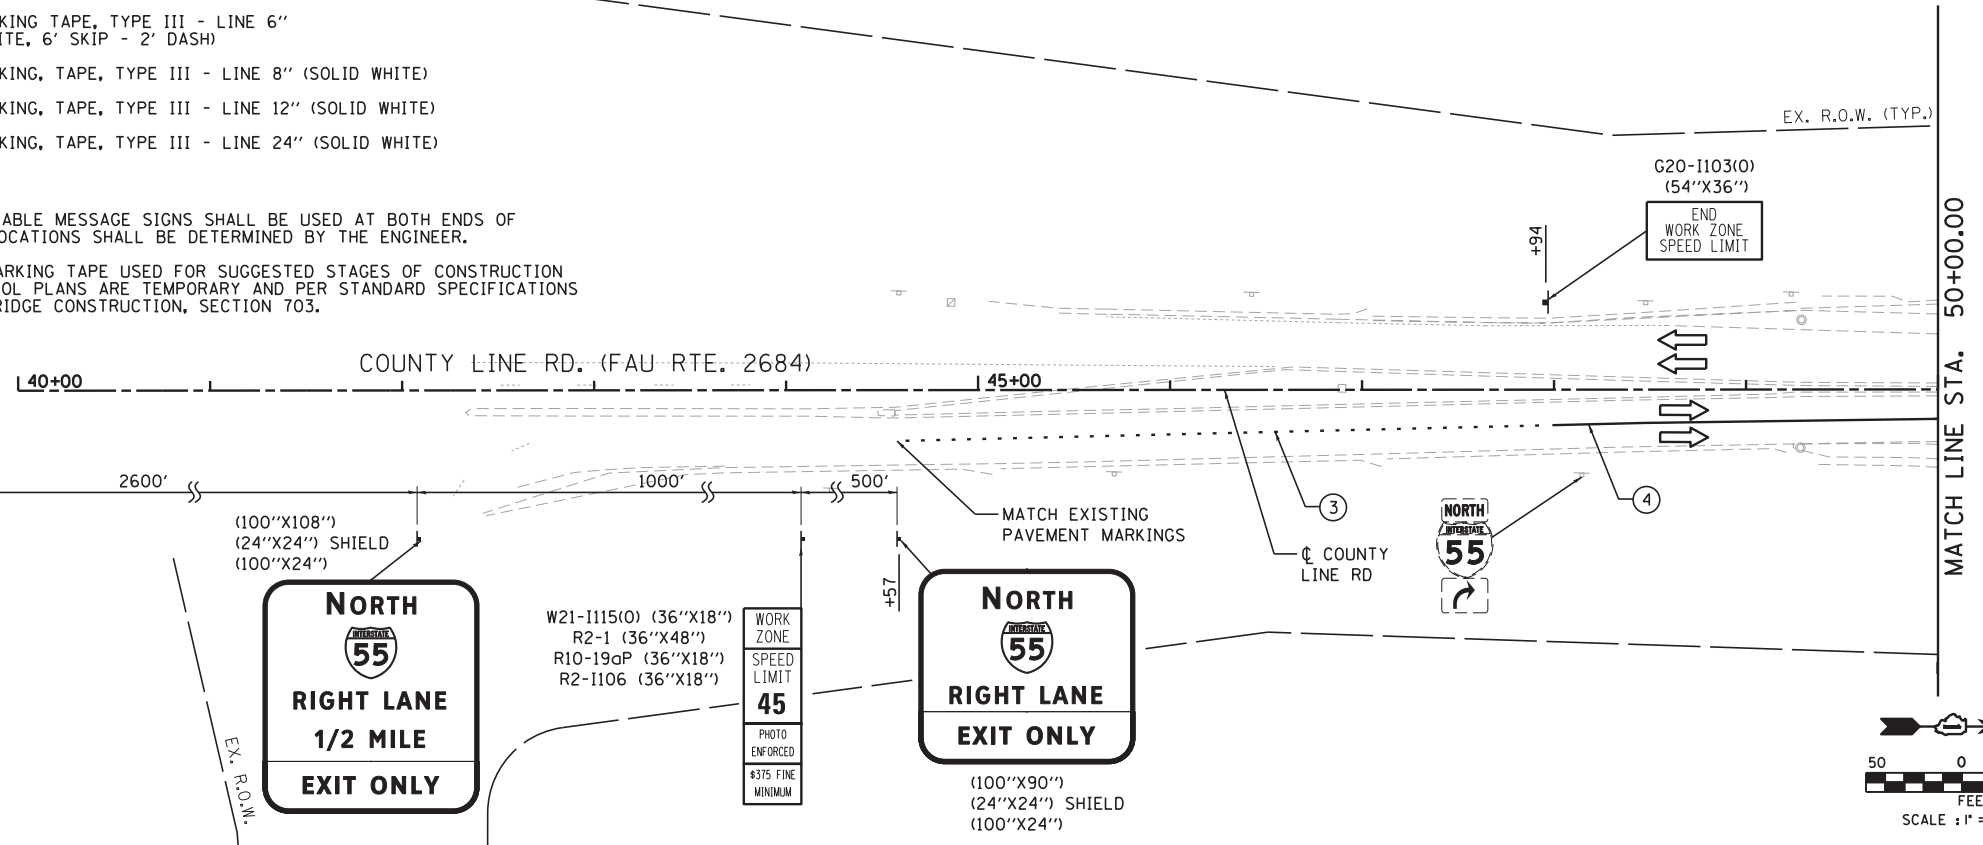 KING TAPE, TYPE III - LINE 6''
ITE, 6' SKIP - 2' DASH)
KING, TAPE, TYPE III - LINE 8'' (SOLID WHITE)
KING, TAPE, TYPE III - LINE 12'' (SOLID WHITE)
KING, TAPE, TYPE III - LINE 24'' (SOLID WHITE)
ABLE MESSAGE SIGNS SHALL BE USED AT BOTH ENDS OF
OCATIONS SHALL BE DETERMINED BY THE ENGINEER.
ARKING TAPE USED FOR SUGGESTED STAGES OF CONSTRUCTION
OL PLANS ARE TEMPORARY AND PER STANDARD SPECIFICATIONS
RIDGE CONSTRUCTION, SECTION 703.
EX. R.O.W. (TYP.)
G20-I103(O)
(54''X36'')
END
WORK ZONE
SPEED LIMIT
+94
MATCH LINE STA. 50+00.00
COUNTY LINE RD. (FAU RTE. 2684)
40+00
45+00
2600'
1000'
500'
MATCH EXISTING
PAVEMENT MARKINGS
3
4
℄ COUNTY
LINE RD
NORTH
INTERSTATE
55
(100''X108'')
(24''X24'') SHIELD
(100''X24'')
NORTH
INTERSTATE
55
RIGHT LANE
1/2 MILE
EXIT ONLY
EX. R.O.W.
W21-I115(O) (36''X18'')
R2-1 (36''X48'')
R10-19aP (36''X18'')
R2-I106 (36''X18'')
WORK
ZONE
SPEED
LIMIT
45
PHOTO
ENFORCED
$375 FINE
MINIMUM
+57
NORTH
INTERSTATE
55
RIGHT LANE
EXIT ONLY
(100''X90'')
(24''X24'') SHIELD
(100''X24'')
50 0
FEE
SCALE : 1" =